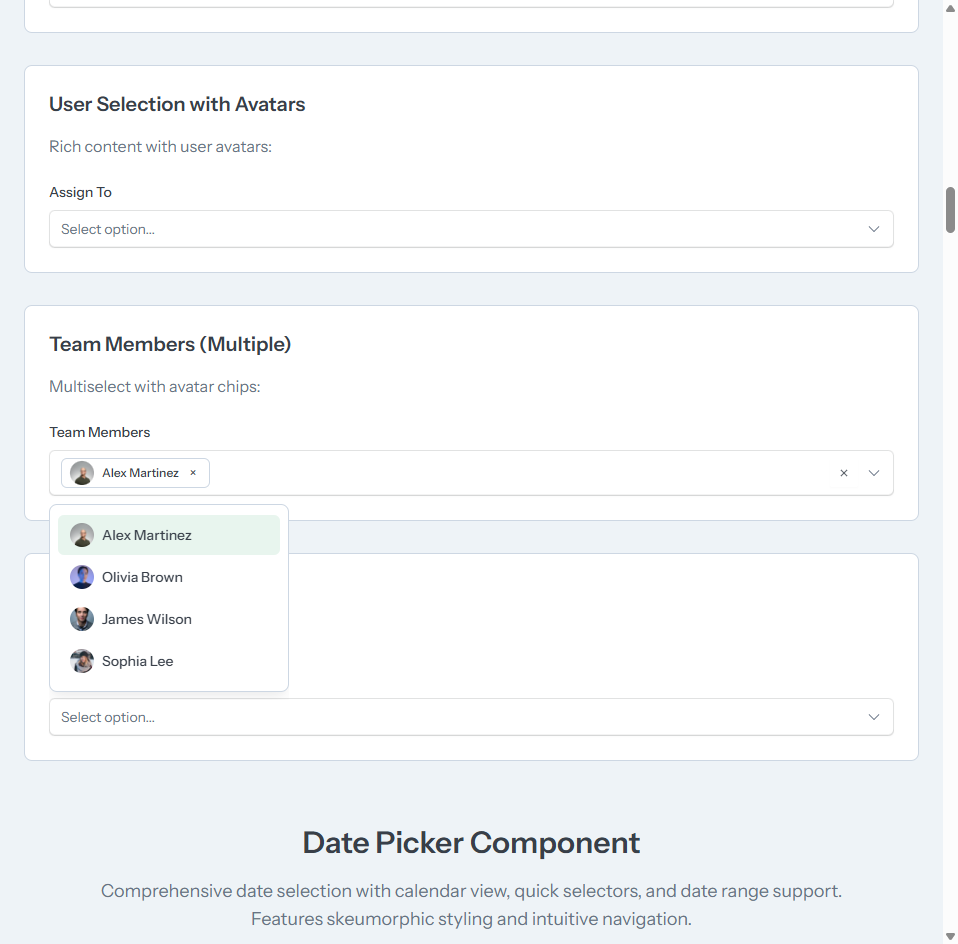 User Selection with Avatars
Rich content with user avatars:
Assign To
Select option...
Team Members (Multiple)
Multiselect with avatar chips:
Team Members
Alex Martinez ×
Alex Martinez
Olivia Brown
James Wilson
Sophia Lee
Select option...
Date Picker Component
Comprehensive date selection with calendar view, quick selectors, and date range support.
Features skeumorphic styling and intuitive navigation.